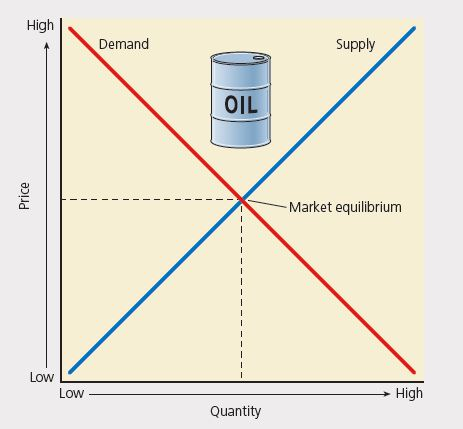 High
Demand
Supply
OIL
Price
Market equilibrium
Low
Low
High
Quantity